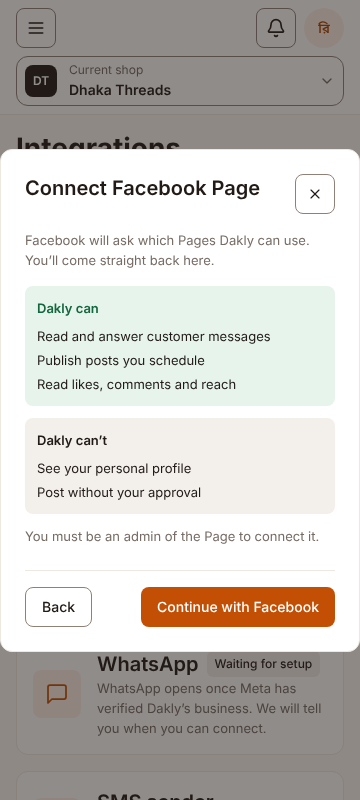 রি
DT
Current shop
Dhaka Threads
Integrations
Connect Facebook Page
Facebook will ask which Pages Dakly can use.
You'll come straight back here.
Dakly can
Read and answer customer messages
Publish posts you schedule
Read likes, comments and reach
Dakly can’t
See your personal profile
Post without your approval
You must be an admin of the Page to connect it.
Back
Continue with Facebook
WhatsApp
Waiting for setup
WhatsApp opens once Meta has
verified Dakly’s business. We will tell
you when you can connect.
SMS sender